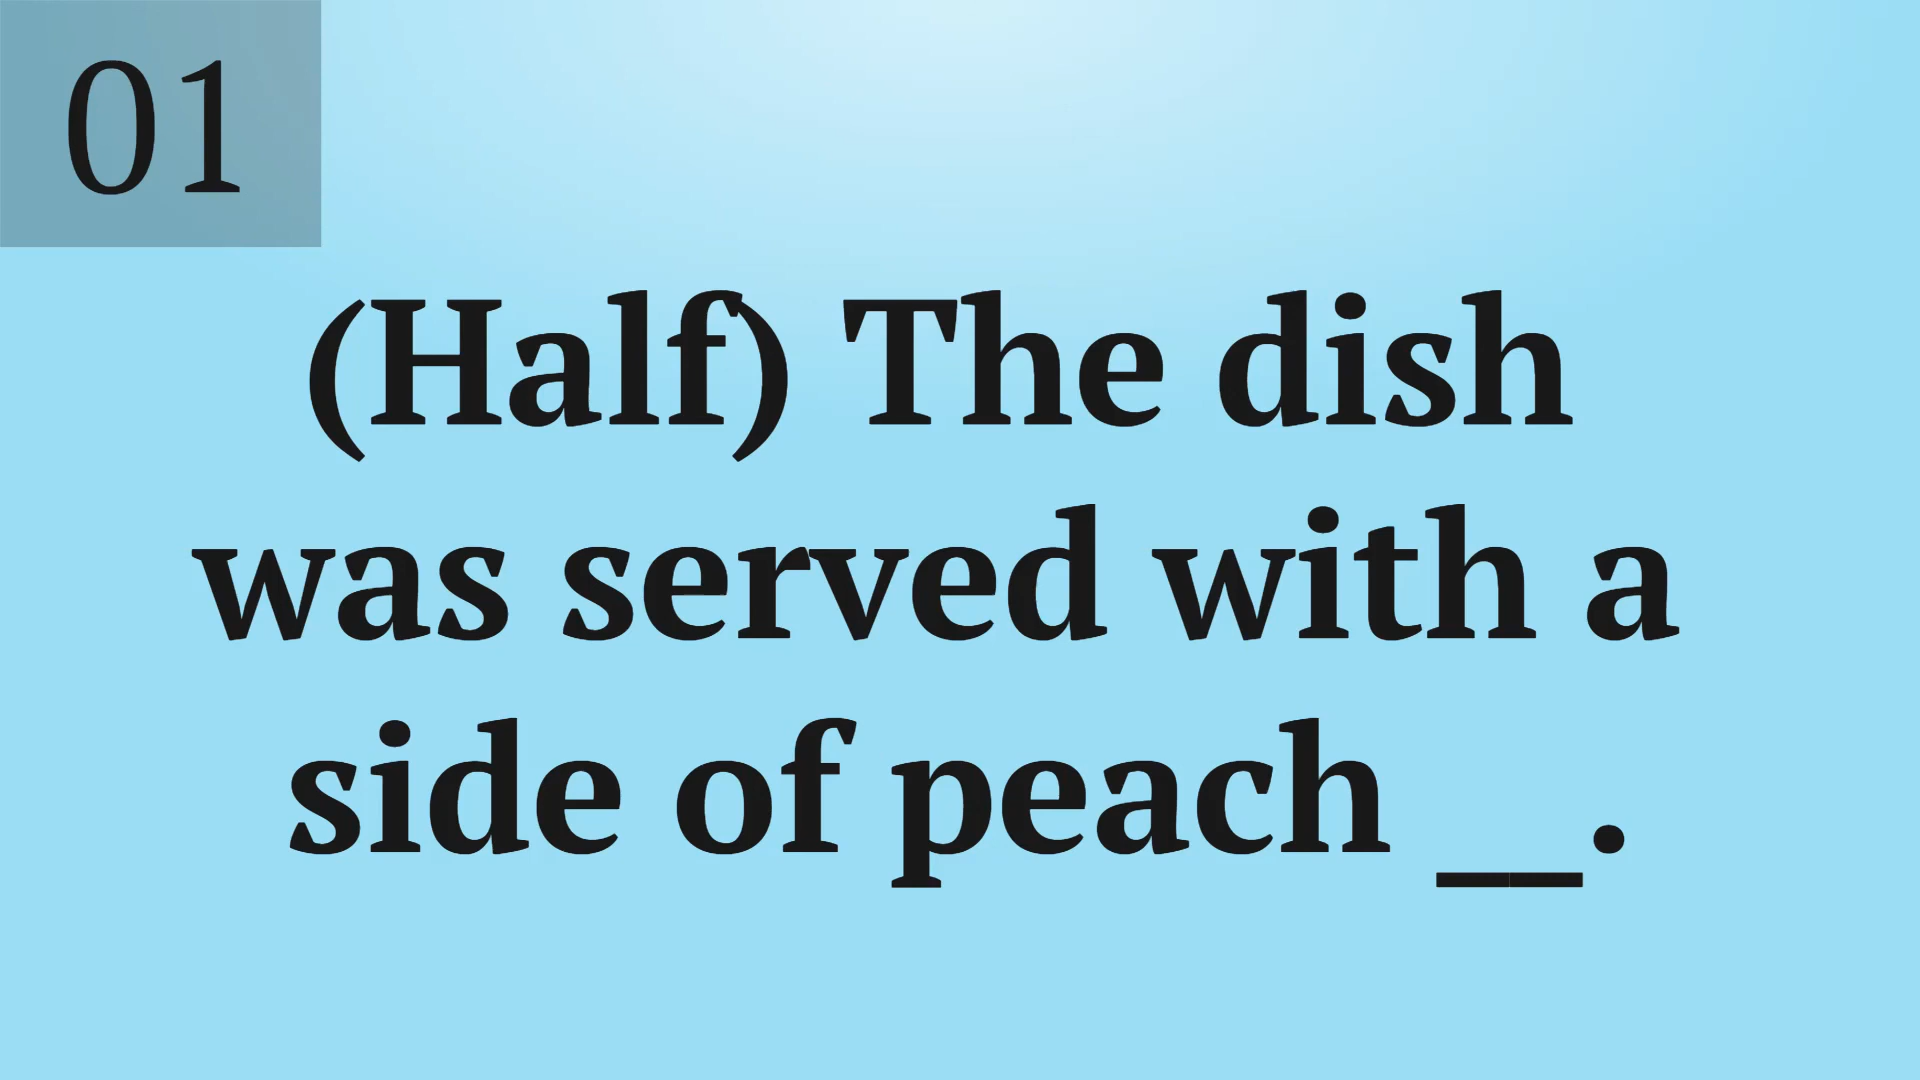 01
(Half) The dish
was served with a
side of peach __.